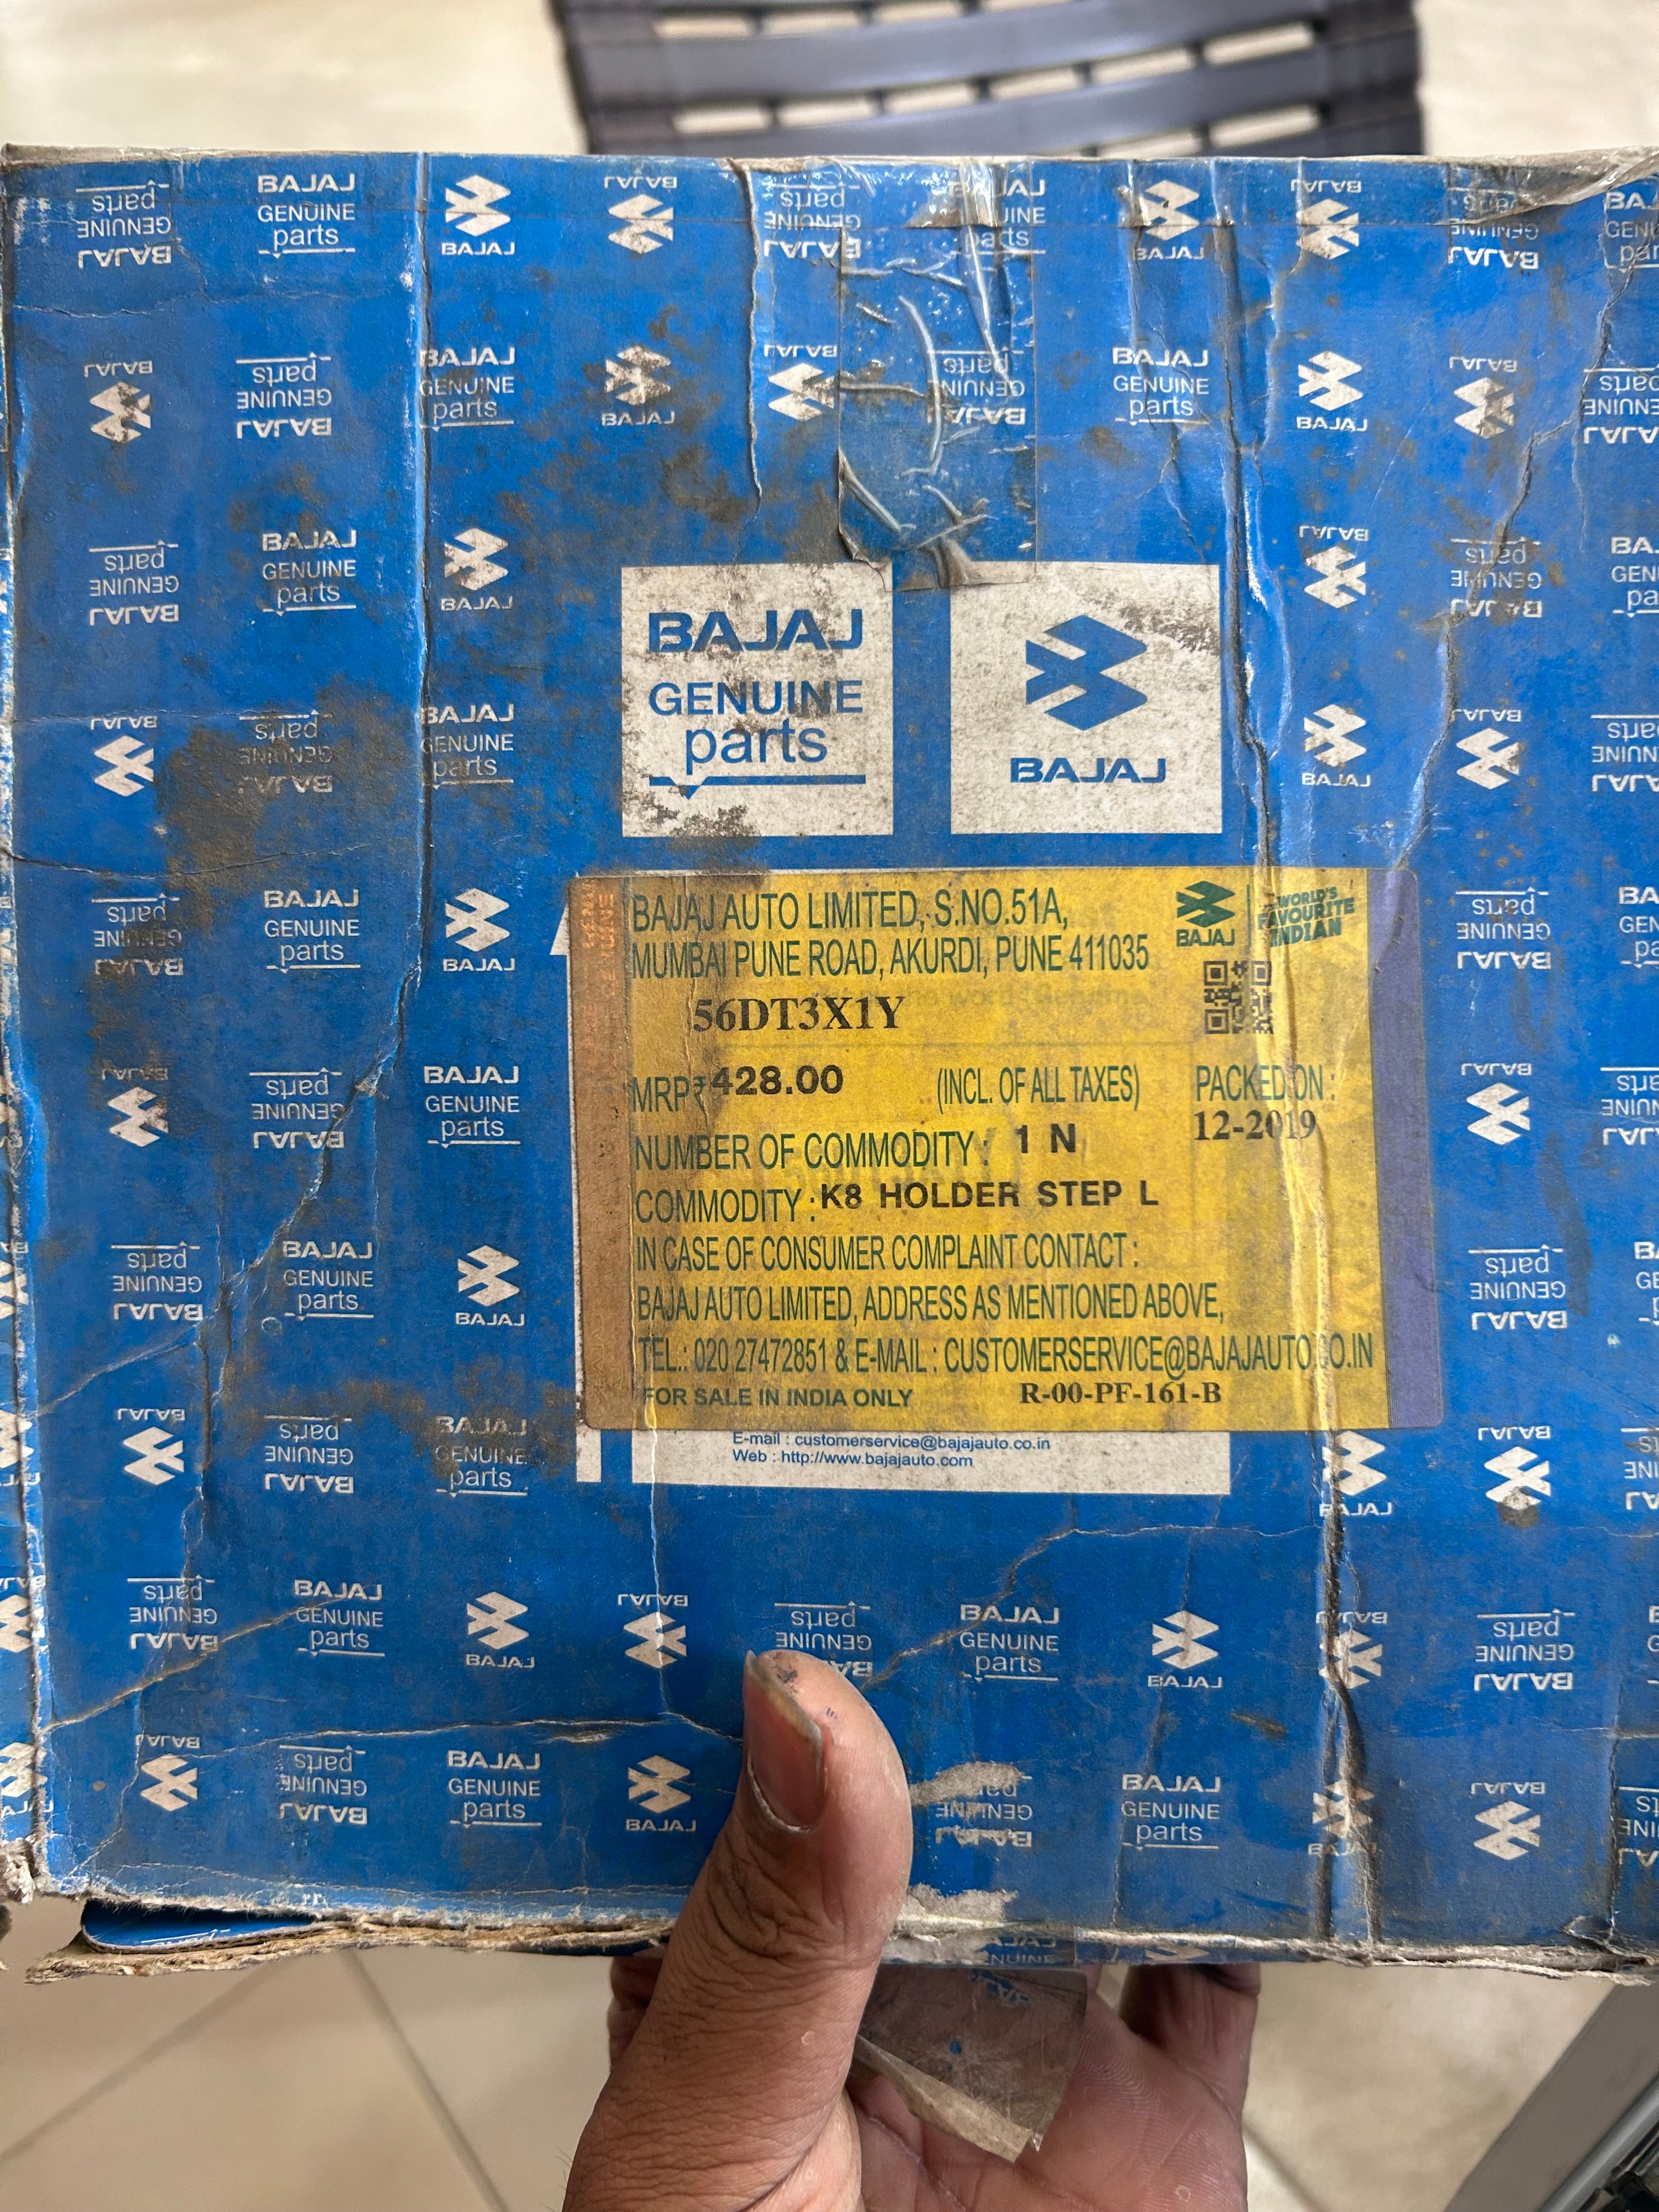 BAJAJ
GENUINE
parts
BAJAJ
BAJAJ AUTO LIMITED, S.NO.51A,
MUMBAI PUNE ROAD, AKURDI, PUNE 411035
BAJAJ
WORLD'S
FAVOURITE
INDIAN
56DT3X1Y
MRP₹428.00 (INCL. OF ALL TAXES)
PACKED ON :
12-2019
NUMBER OF COMMODITY : 1 N
COMMODITY : K8 HOLDER STEP L
IN CASE OF CONSUMER COMPLAINT CONTACT :
BAJAJ AUTO LIMITED, ADDRESS AS MENTIONED ABOVE,
TEL.: 020 27472851 & E-MAIL : CUSTOMERSERVICE@BAJAJAUTO.CO.IN
FOR SALE IN INDIA ONLY R-00-PF-161-B
E-mail : customerservice@bajajauto.co.in
Web : http://www.bajajauto.com